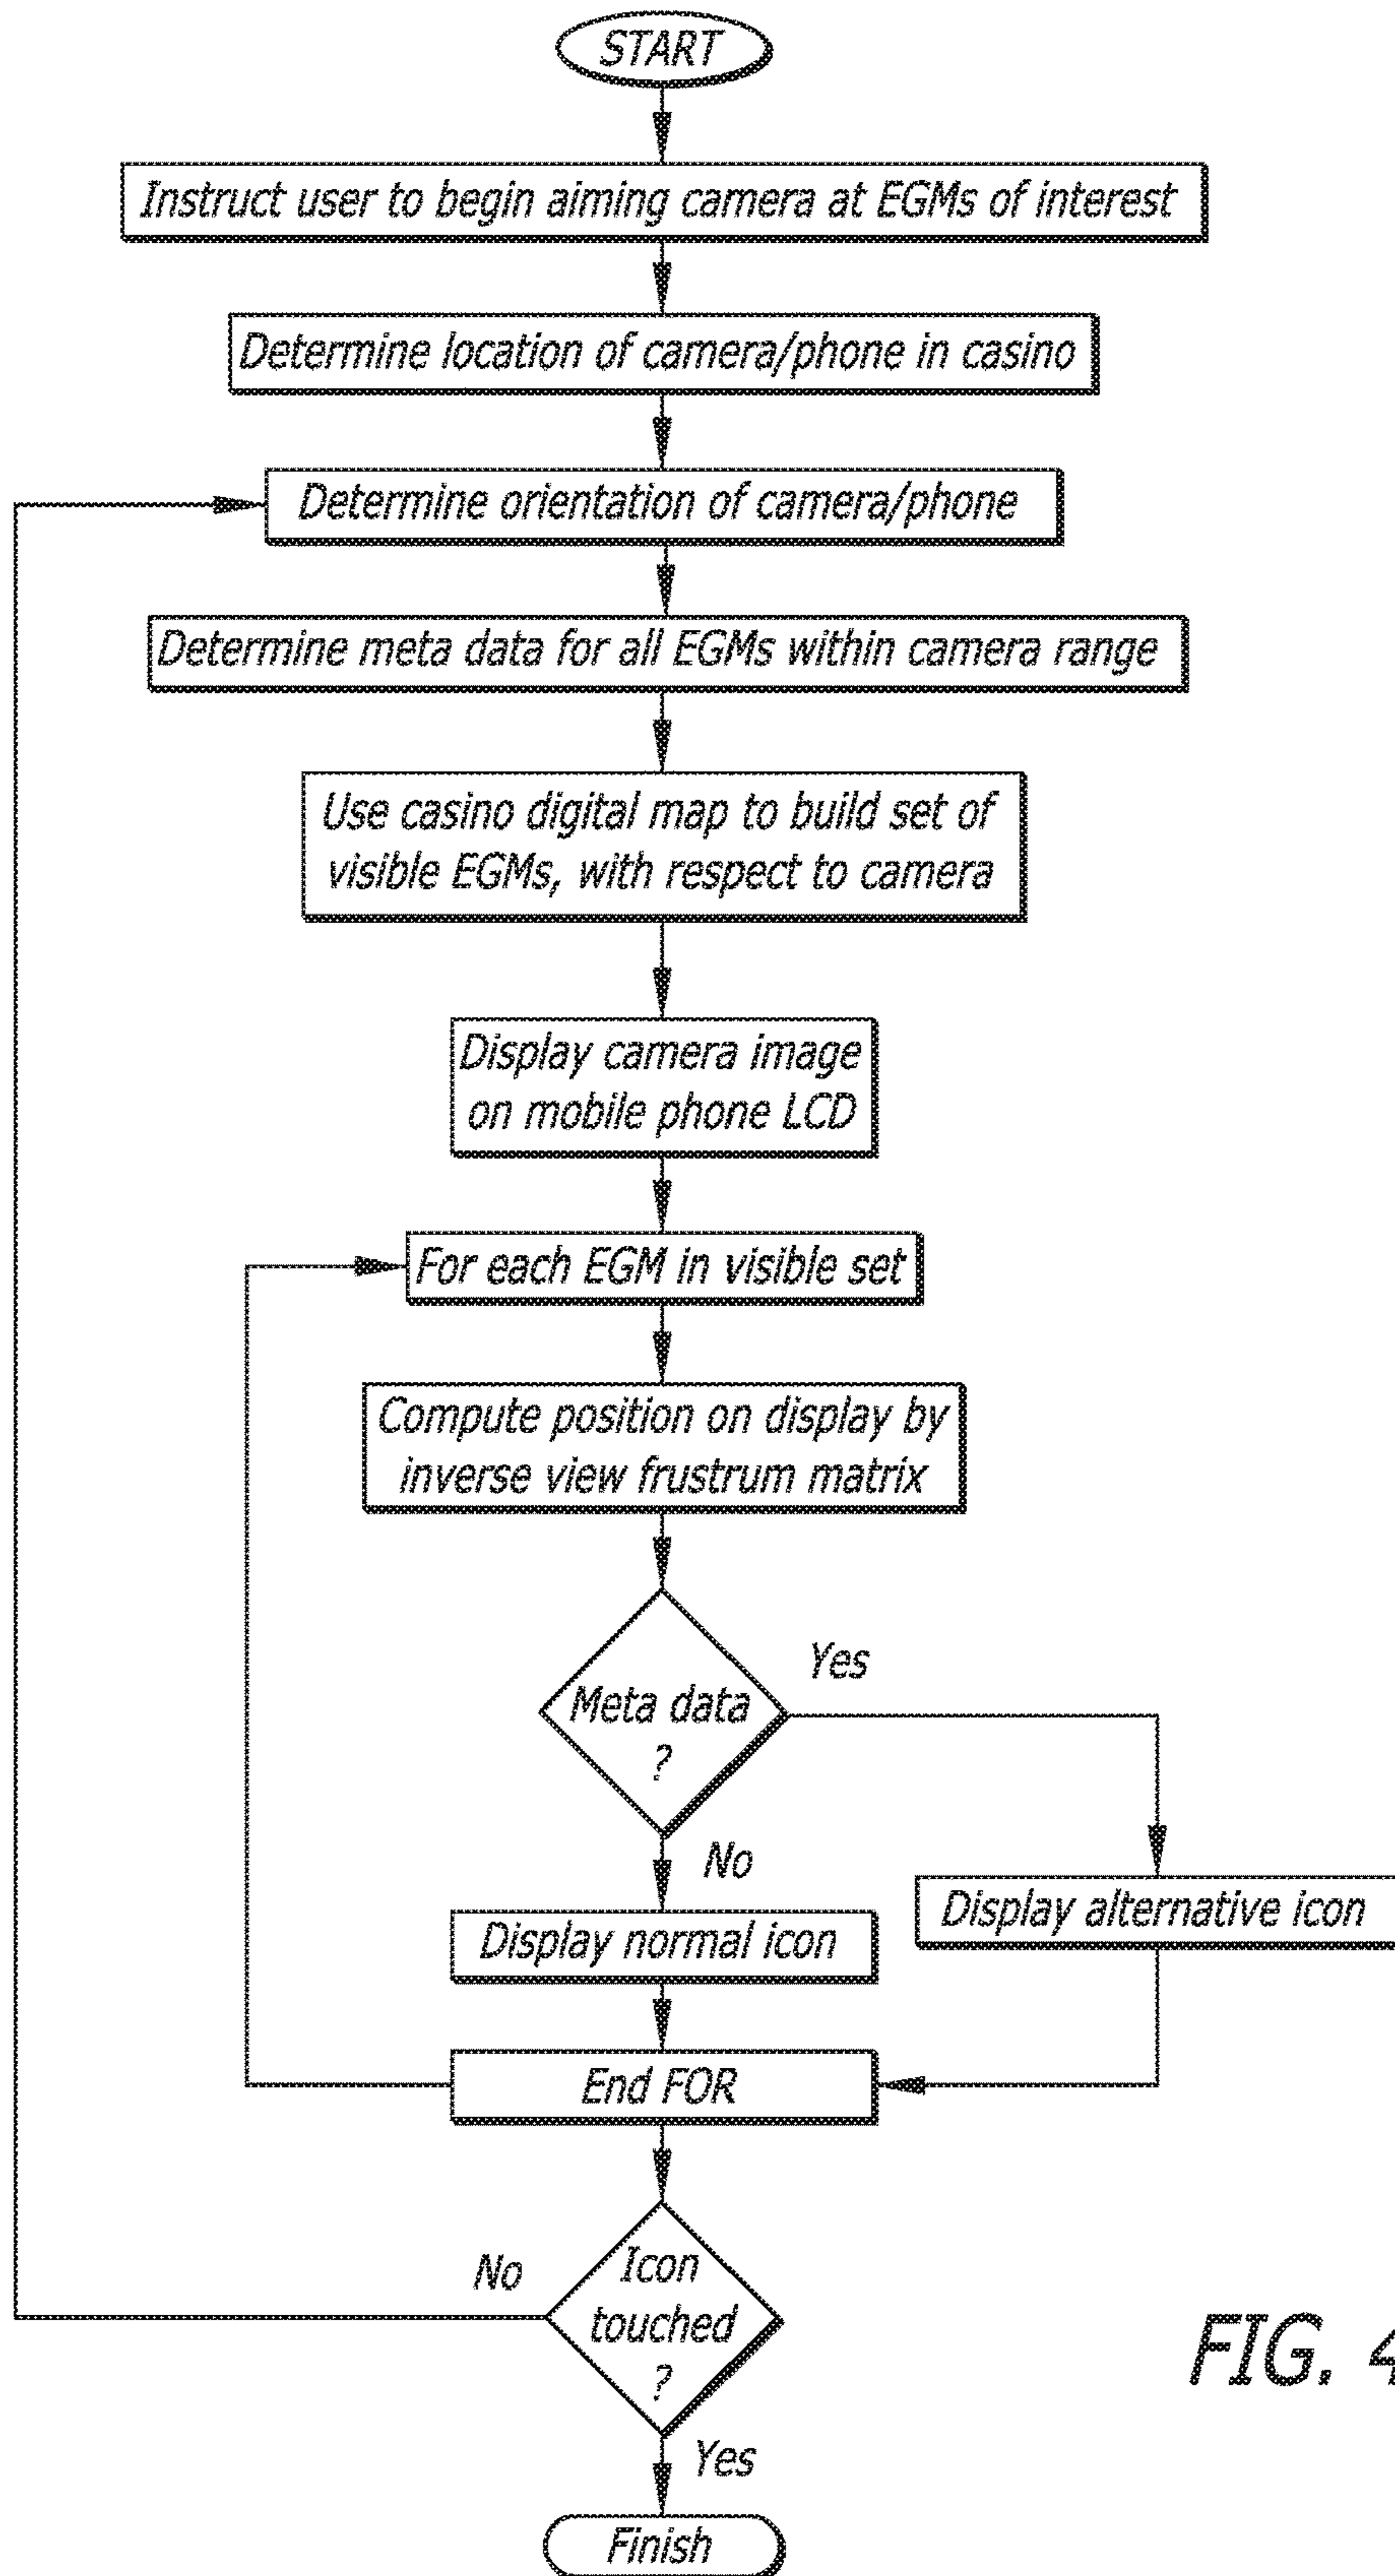 START
Instruct user to begin aiming camera at EGMs of interest
Determine location of camera/phone in casino
Determine orientation of camera/phone
Determine meta data for all EGMs within camera range
Use casino digital map to build set of
visible EGMs, with respect to camera
Display camera image
on mobile phone LCD
For each EGM in visible set
Compute position on display by
inverse view frustrum matrix
Meta data
?
Yes
No
Display normal icon
Display alternative icon
End FOR
Icon
touched
?
No
Yes
Finish
FIG. 4